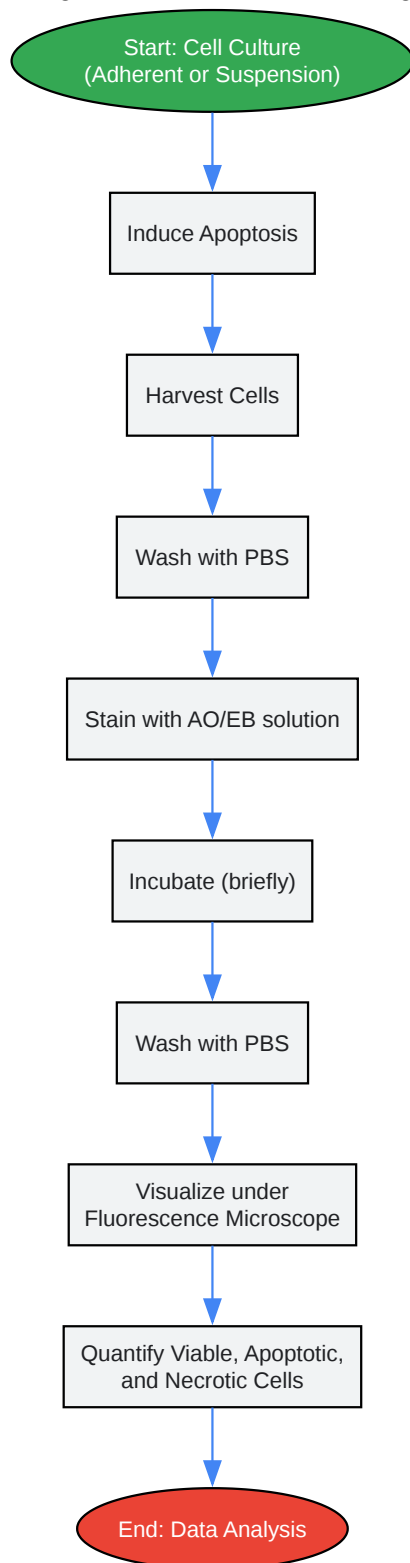 Start: Cell Culture
(Adherent or Suspension)
Induce Apoptosis
Harvest Cells
Wash with PBS
Stain with AO/EB solution
Incubate (briefly)
Wash with PBS
Visualize under
Fluorescence Microscope
Quantify Viable, Apoptotic,
and Necrotic Cells
End: Data Analysis